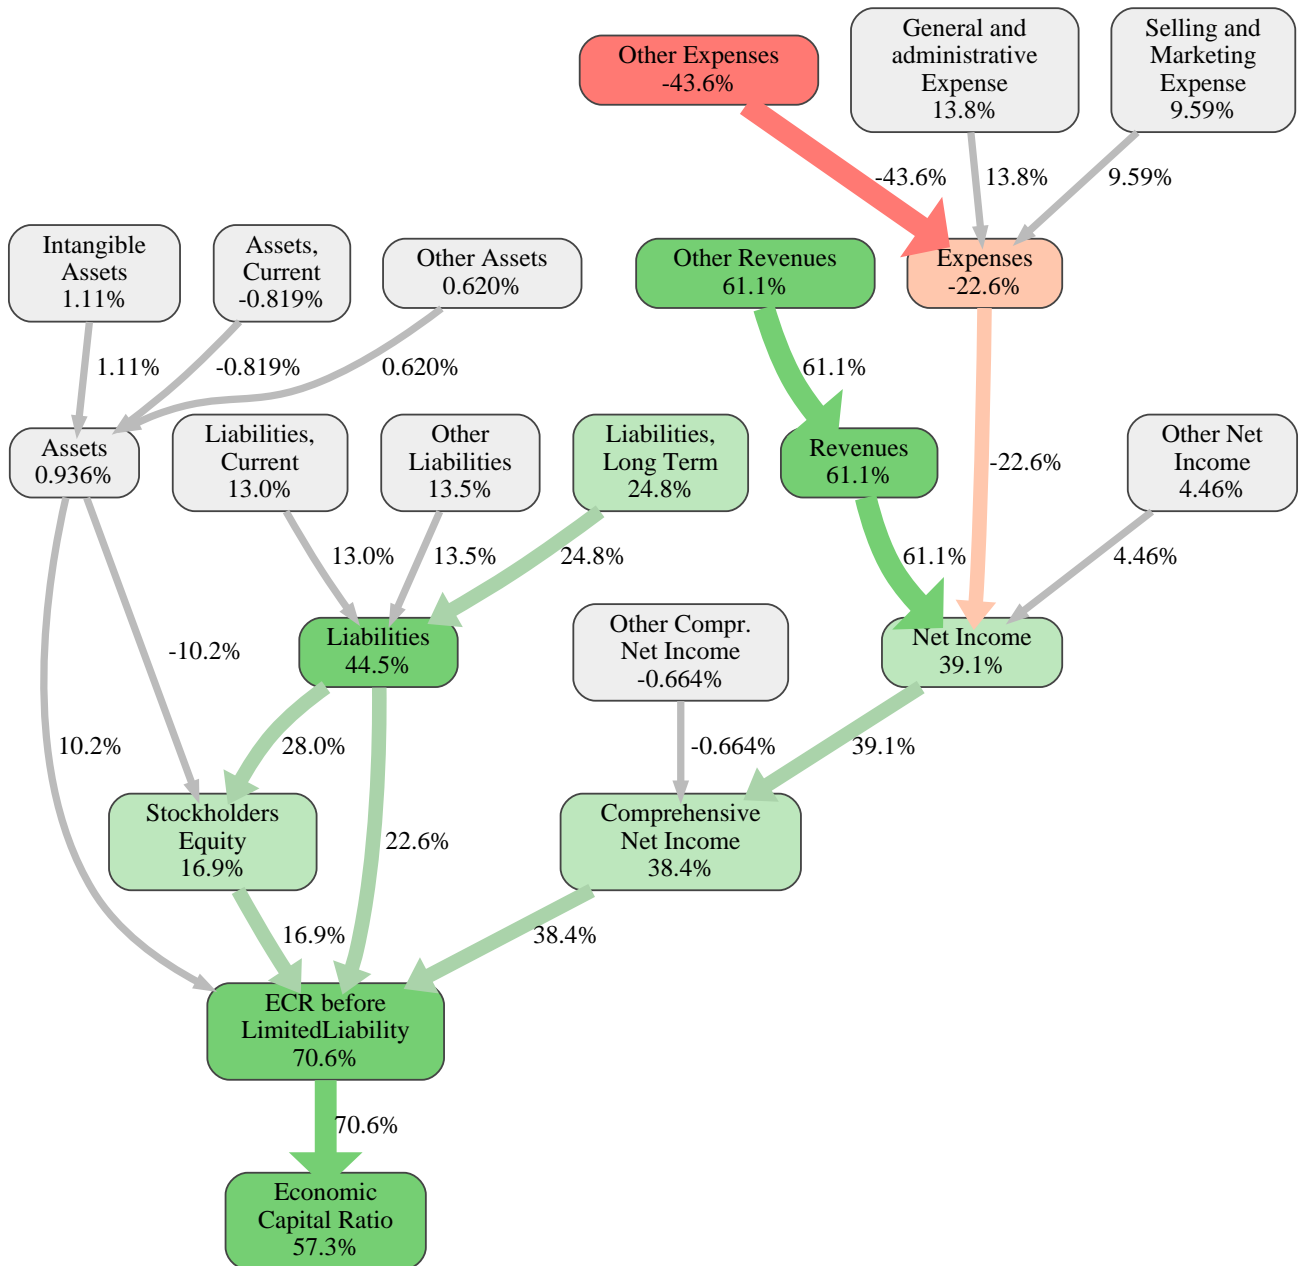 Other Expenses
-43.6%
General and
administrative
Expense
13.8%
Selling and
Marketing
Expense
9.59%
-43.6%
13.8%
9.59%
Intangible
Assets
1.11%
Assets,
Current
-0.819%
Other Assets
0.620%
Other Revenues
61.1%
Expenses
-22.6%
1.11%
-0.819%
0.620%
61.1%
-22.6%
Assets
0.936%
Liabilities,
Current
13.0%
Other
Liabilities
13.5%
Liabilities,
Long Term
24.8%
Revenues
61.1%
Other Net
Income
4.46%
13.0%
13.5%
24.8%
61.1%
4.46%
-10.2%
10.2%
Liabilities
44.5%
Other Compr.
Net Income
-0.664%
Net Income
39.1%
28.0%
22.6%
-0.664%
39.1%
Stockholders
Equity
16.9%
Comprehensive
Net Income
38.4%
16.9%
38.4%
ECR before
LimitedLiability
70.6%
70.6%
Economic
Capital Ratio
57.3%